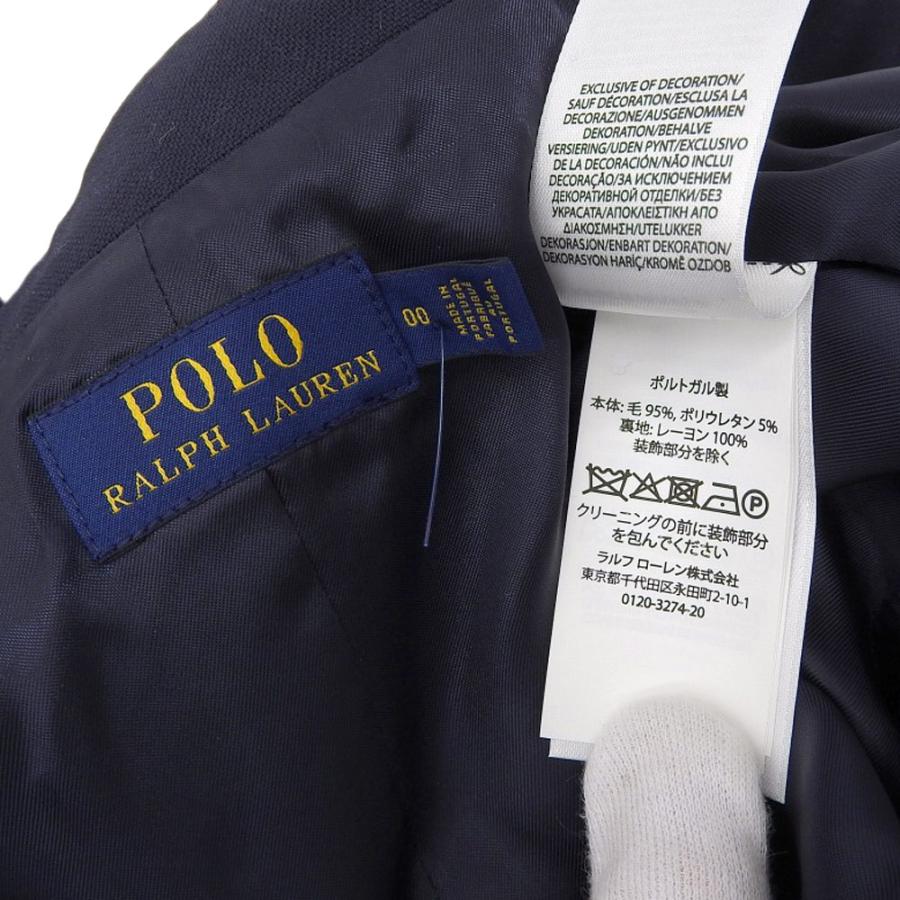 POLO
RALPH LAUREN
00
MADE IN
PORTUGAL
FABRIQUÉ
AU
PORTUGAL
EXCLUSIVE OF DECORATION/
SAUF DÉCORATION/ESCLUSA LA
DECORAZIONE/AUSGENOMMEN
DEKORATION/BEHALVE
VERSIERING/UDEN PYNT/EXCLUSIVO
DE LA DECORACIÓN/NÃO INCLUI
DECORAÇÃO/ЗА ИСКЛЮЧЕНИЕМ
ДЕКОРАТИВНОЙ ОТДЕЛКИ/БЕЗ
УКРАСАТА/ΑΠΟΚΛΕΙΣΤΙΚΗ ΑΠΟ
ΔΙΑΚΟΣΜΗΣΗ/UTELUKKER
DEKORASJON/ENBART DEKORATION/
DEKORASYON HARİÇ/KROMĚ OZDOB
ポルトガル製
本体: 毛 95%, ポリウレタン 5%
裏地: レーヨン 100%
装飾部分を除く
P
クリーニングの前に装飾部分
を包んでください
ラルフ ローレン株式会社
東京都千代田区永田町2-10-1
0120-3274-20